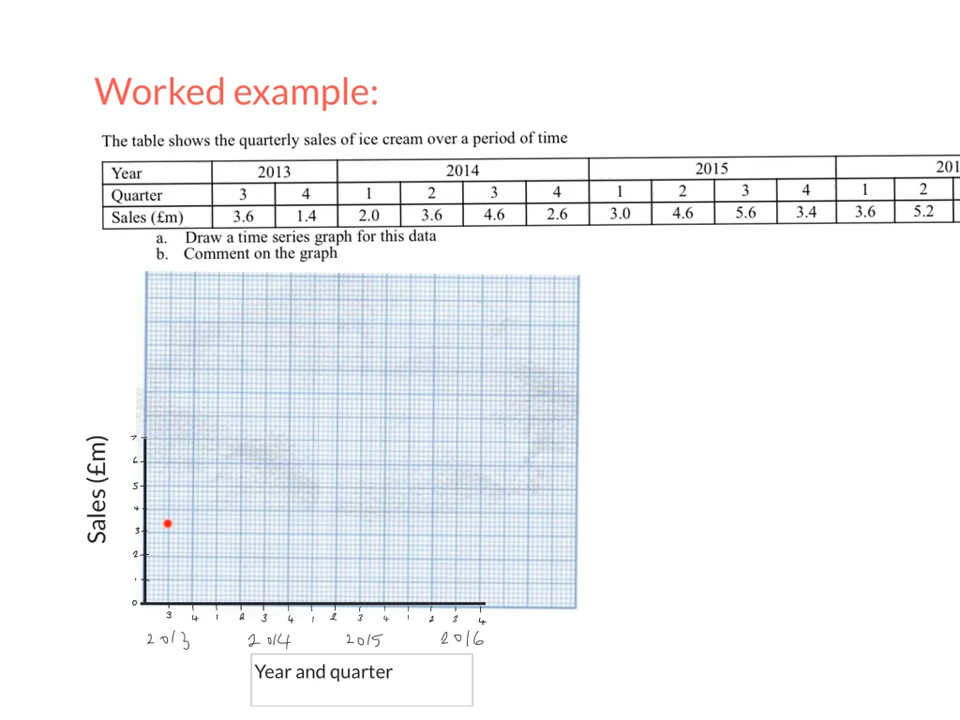 Worked example:
The table shows the quarterly sales of ice cream over a period of time
Year 2013 2014 2015 201
Quarter 3 4 1 2 3 4 1 2 3 4 1 2
Sales (£m) 3.6 1.4 2.0 3.6 4.6 2.6 3.0 4.6 5.6 3.4 3.6 5.2
a. Draw a time series graph for this data
b. Comment on the graph
Sales (£m)
7
6
5
4
3
2
1
0
3 4 1 2 3 4 1 2 3 4 1 2 3 4
2013 2014 2015 2016
Year and quarter